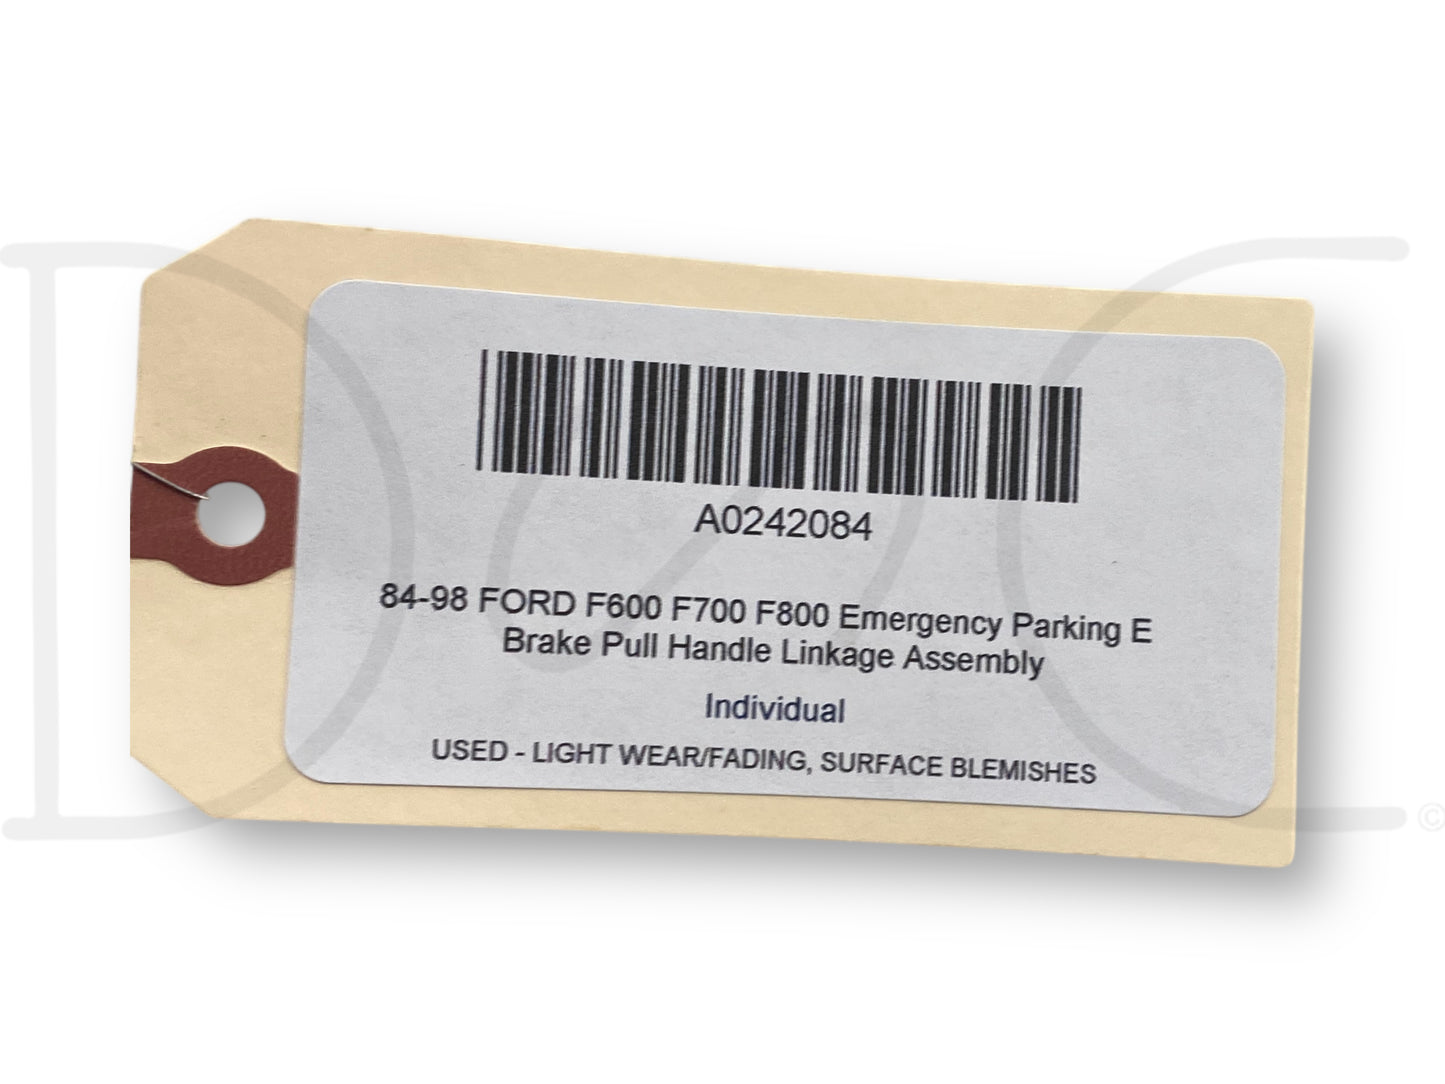 A0242084
84-98 FORD F600 F700 F800 Emergency Parking E
Brake Pull Handle Linkage Assembly
Individual
USED - LIGHT WEAR/FADING, SURFACE BLEMISHES
D C
©